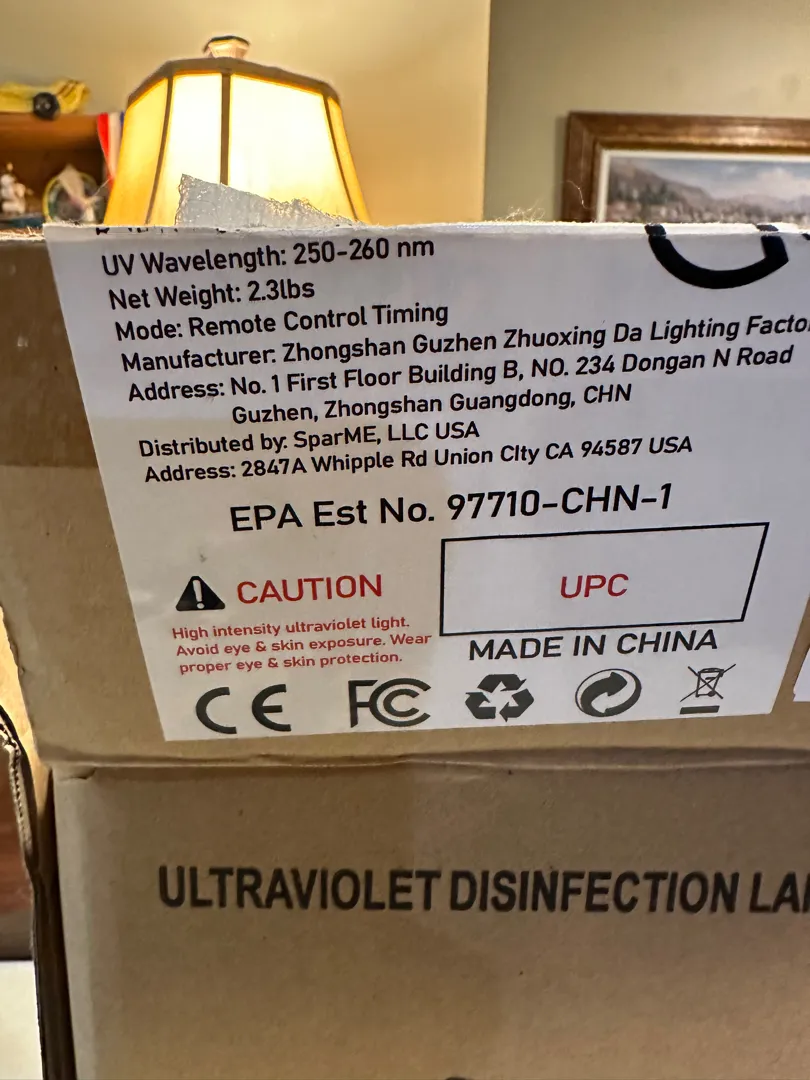 UV Wavelength: 250-260 nm
Net Weight: 2.3lbs
Mode: Remote Control Timing
Manufacturer: Zhongshan Guzhen Zhuoxing Da Lighting Facto
Address: No. 1 First Floor Building B, NO. 234 Dongan N Road
Guzhen, Zhongshan Guangdong, CHN
Distributed by: SparME, LLC USA
Address: 2847A Whipple Rd Union CIty CA 94587 USA
EPA Est No. 97710-CHN-1
CAUTION
High intensity ultraviolet light.
Avoid eye & skin exposure. Wear
proper eye & skin protection.
UPC
MADE IN CHINA
CE FC
ULTRAVIOLET DISINFECTION LA